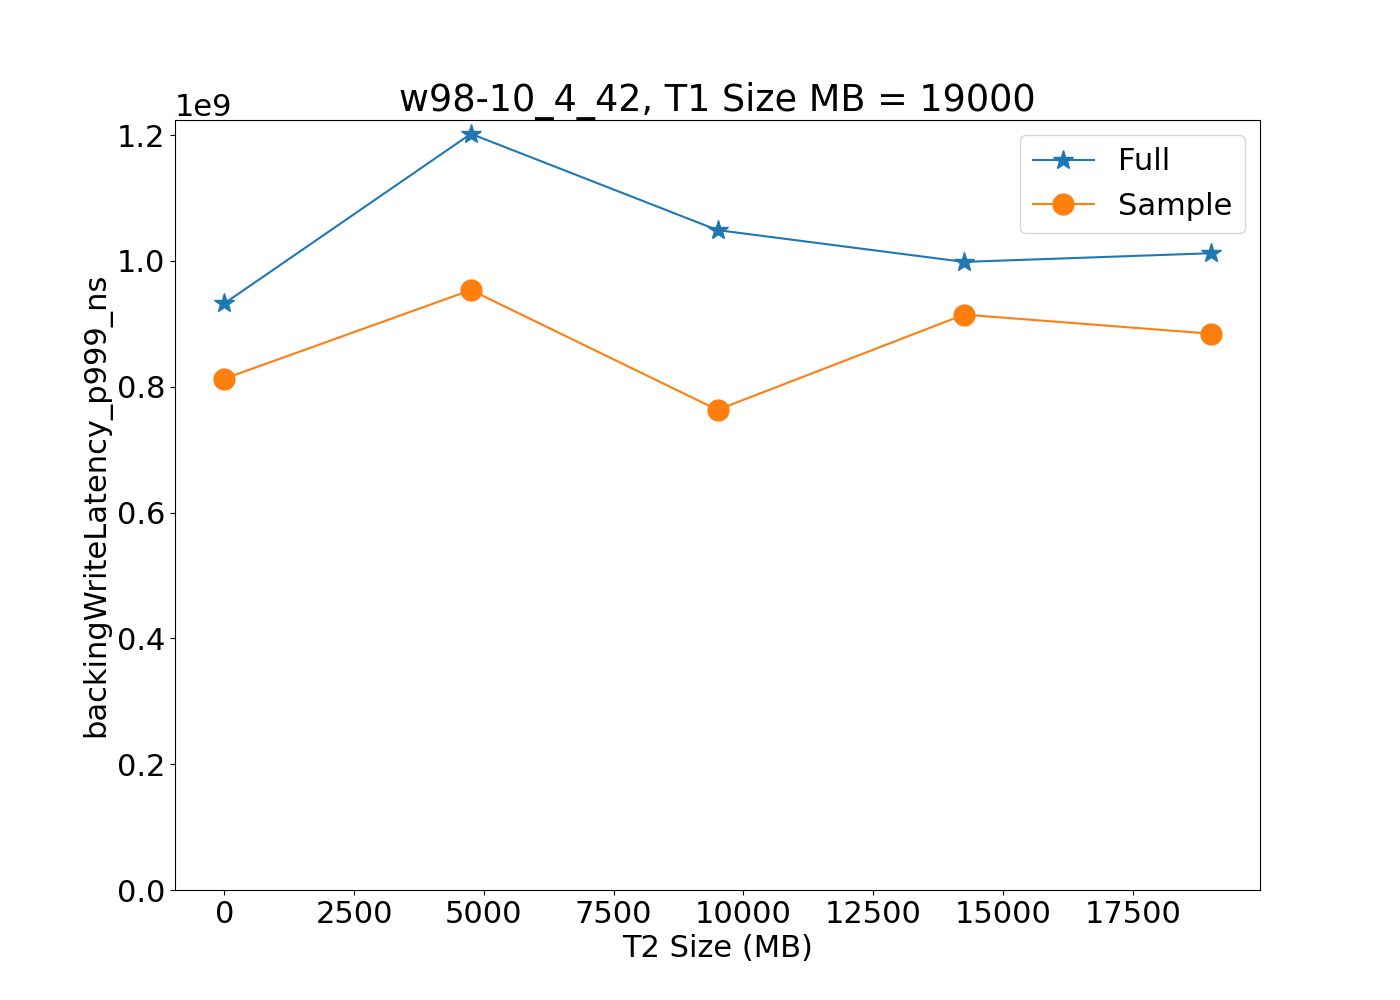 w98-10_4_42, T1 Size MB = 19000
1e9
Full
Sample
backingWriteLatency_p999_ns
1.2
1.0
0.8
0.6
0.4
0.2
0.0
0 2500 5000 7500 10000 12500 15000 17500
T2 Size (MB)